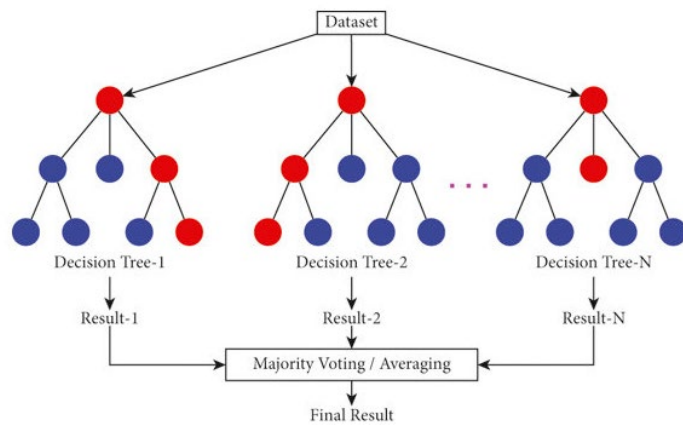 Dataset
Decision Tree-1
Decision Tree-2
Decision Tree-N
Result-1
Result-2
Result-N
Majority Voting / Averaging
Final Result